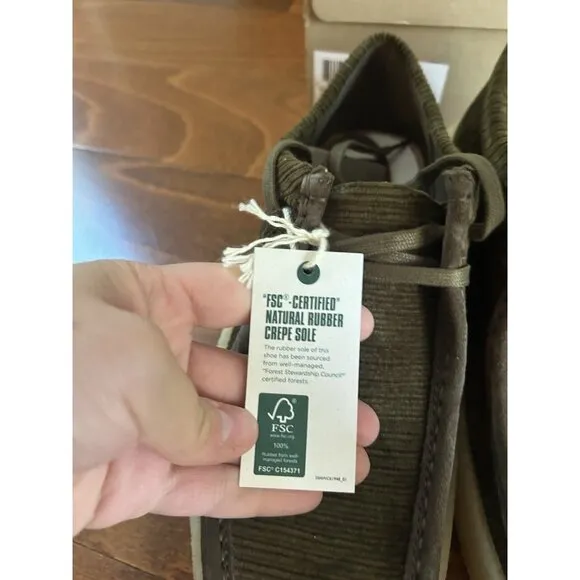 "FSC®-CERTIFIED"
NATURAL RUBBER
CREPE SOLE
The rubber sole of this
shoe has been sourced
from well-managed,
"Forest Stewardship Council"
certified forests.
®
FSC
www.fsc.org
100%
Rubber from well-
managed forests
FSC® C154371